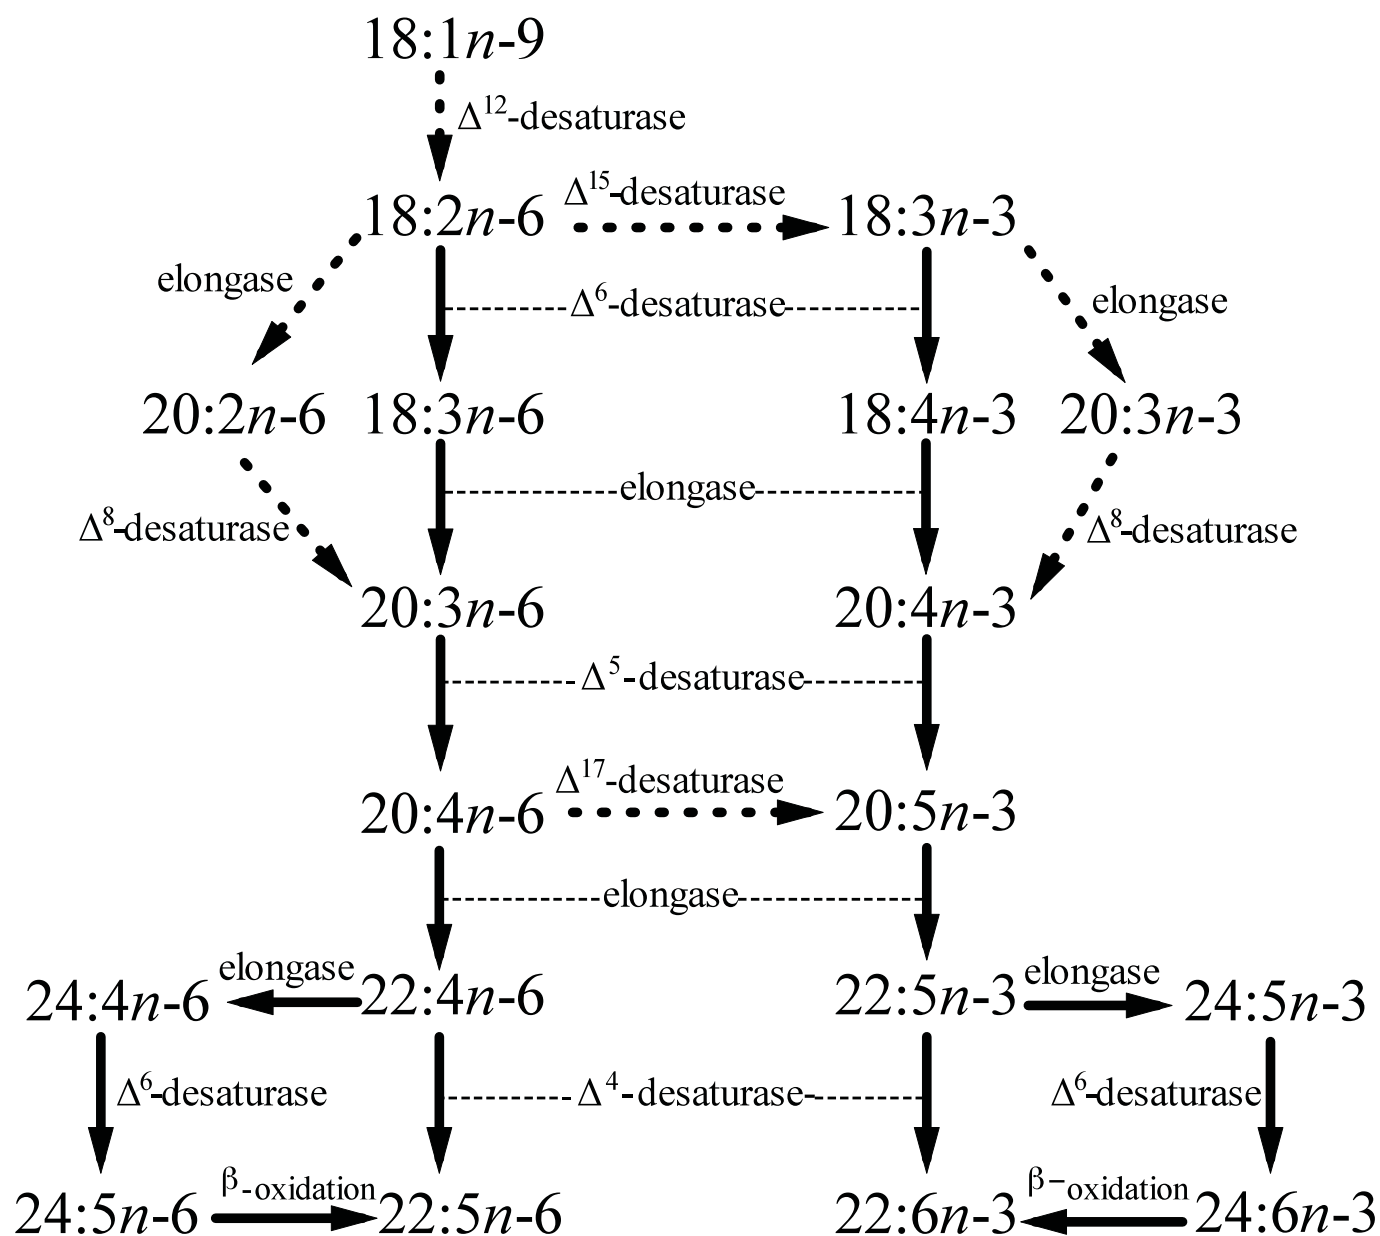 18:1n-9
Δ12-desaturase
18:2n-6 Δ15-desaturase 18:3n-3
elongase Δ6-desaturase elongase
20:2n-6 18:3n-6 18:4n-3 20:3n-3
elongase
Δ8-desaturase Δ8-desaturase
20:3n-6 20:4n-3
Δ5-desaturase
Δ17-desaturase
20:4n-6 20:5n-3
elongase
elongase elongase
24:4n-6 22:4n-6 22:5n-3 24:5n-3
Δ6-desaturase Δ4-desaturase- Δ6-desaturase
β-oxidation β-oxidation
24:5n-6 22:5n-6 22:6n-3 24:6n-3